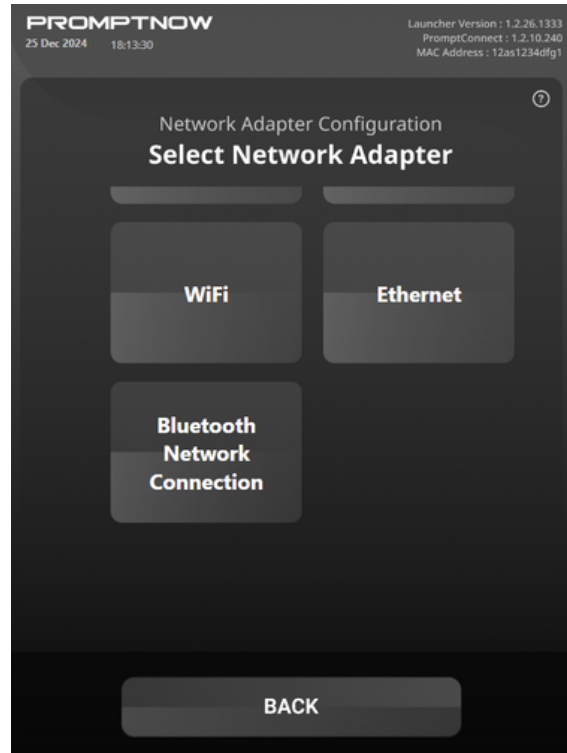 PROMPTNOW
25 Dec 2024 18:13:30
Launcher Version : 1.2.26.1333
PromptConnect : 1.2.10.240
MAC Address : 12as1234dfg1
?
Network Adapter Configuration
Select Network Adapter
WiFi
Ethernet
Bluetooth
Network
Connection
BACK